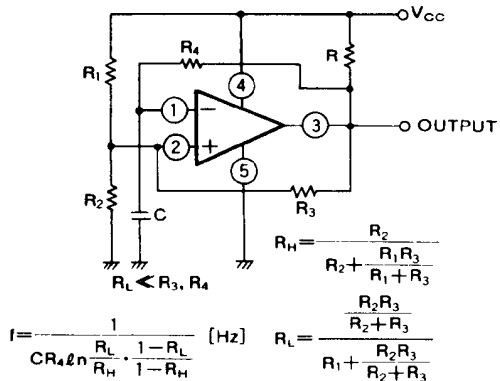 VCC
R4
R
R1
4
1
−
3
OUTPUT
2
+
5
R2
R3
C
RL ≪ R3, R4
RH = R2 / (R2 + R1R3 / (R1 + R3))
f = 1 / (CR4 ℓn (RL / RH) · (1 − RL) / (1 − RH)) [Hz]
RL = (R2R3 / (R2 + R3)) / (R1 + R2R3 / (R2 + R3))